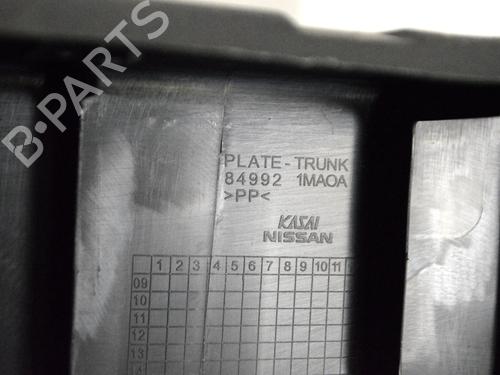 B-PARTS
PLATE - TRUNK
84992 1MA0A
>PP<
KASAI
NISSAN
1 2 3 4 5 6 7 8 9 10 11
09
10
11
12
13
14